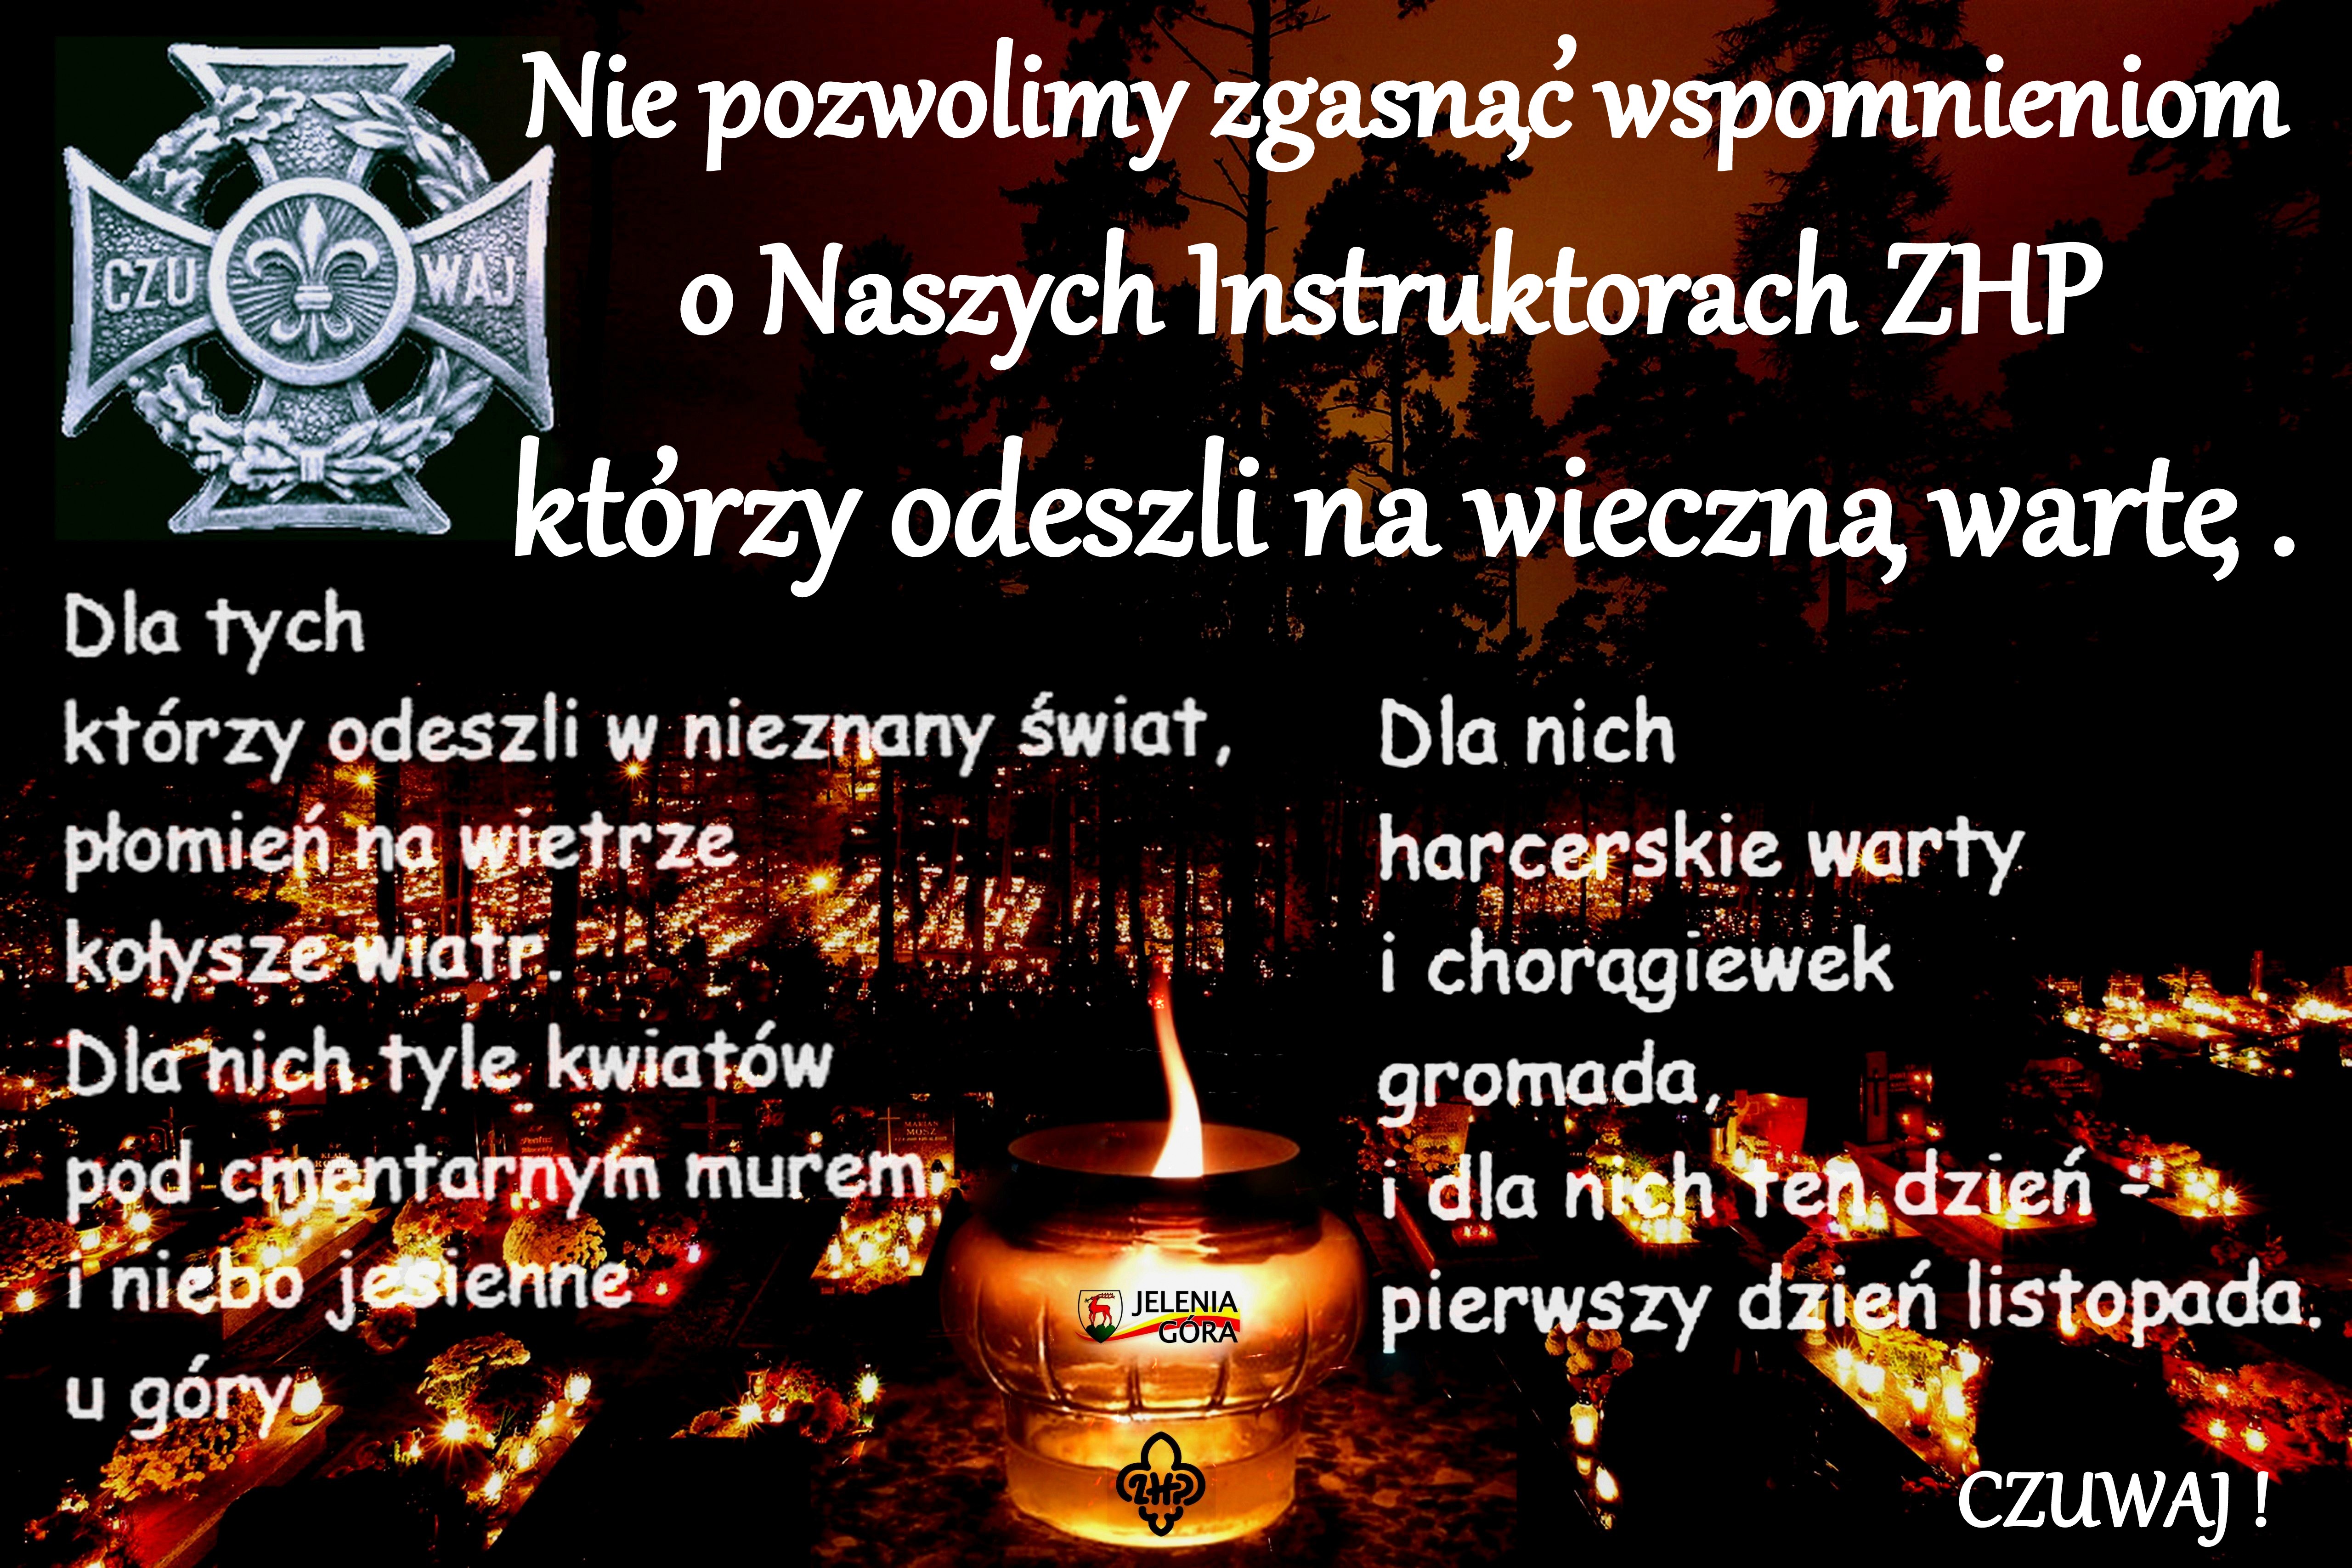 CZU WAJ
Nie pozwolimy zgasnąć wspomnieniom
o Naszych Instruktorach ZHP
którzy odeszli na wieczną wartę .
Dla tych
którzy odeszli w nieznany świat,
płomień na wietrze
kołysze wiatr.
Dla nich tyle kwiatów
pod cmentarnym murem
i niebo jesienne
u góry
Dla nich
harcerskie warty
i chorągiewek
gromada,
i dla nich ten dzień -
pierwszy dzień listopada.
MARIAN
MOSZ
JELENIA
GÓRA
ZHP
CZUWAJ !